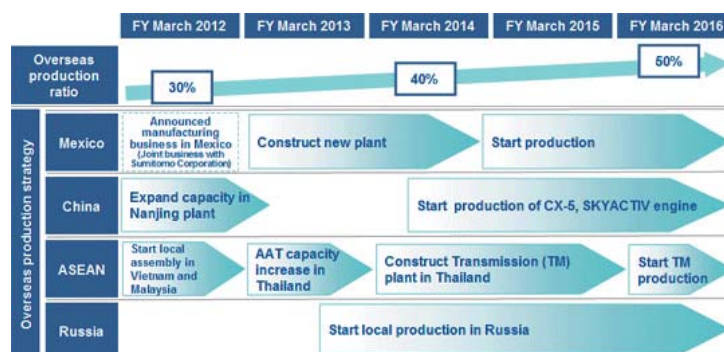 FY March 2012
FY March 2013
FY March 2014
FY March 2015
FY March 2016
Overseas
production
ratio
30%
40%
50%
Overseas production strategy
Mexico
Announced
manufacturing
business in Mexico
(Joint business with
Sumitomo Corporation)
Construct new plant
Start production
China
Expand capacity in
Nanjing plant
Start production of CX-5, SKYACTIV engine
ASEAN
Start local
assembly in
Vietnam and
Malaysia
AAT capacity
increase in
Thailand
Construct Transmission (TM)
plant in Thailand
Start TM
production
Russia
Start local production in Russia